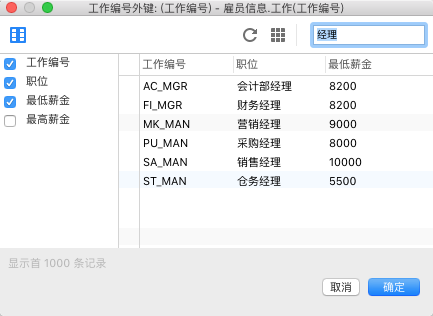 工作编号外键: (工作编号) - 雇员信息.工作(工作编号)
经理
工作编号
职位
最低薪金
最高薪金
工作编号 职位 最低薪金
AC_MGR 会计部经理 8200
FI_MGR 财务经理 8200
MK_MAN 营销经理 9000
PU_MAN 采购经理 8000
SA_MAN 销售经理 10000
ST_MAN 仓务经理 5500
显示首 1000 条记录
取消 确定